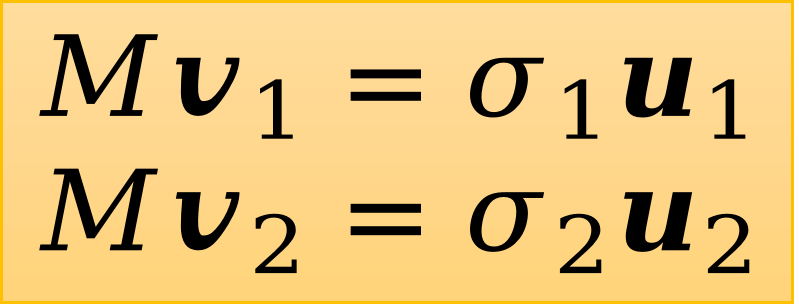 Mv₁ = σ₁u₁
Mv₂ = σ₂u₂